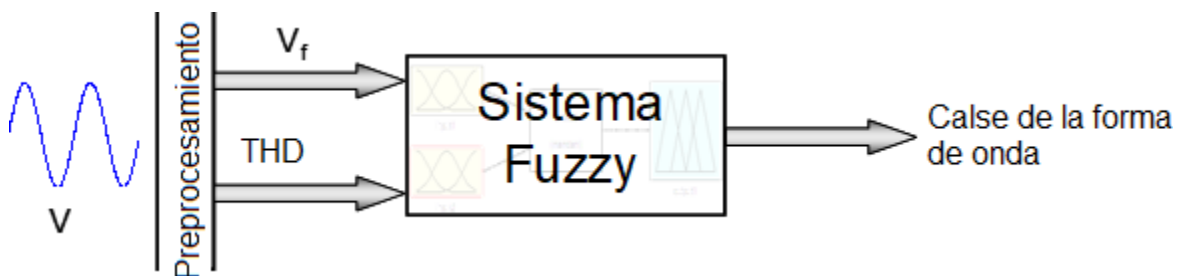 V
Preprocesamiento
Vf
THD
Sistema
Fuzzy
Calse de la forma
de onda